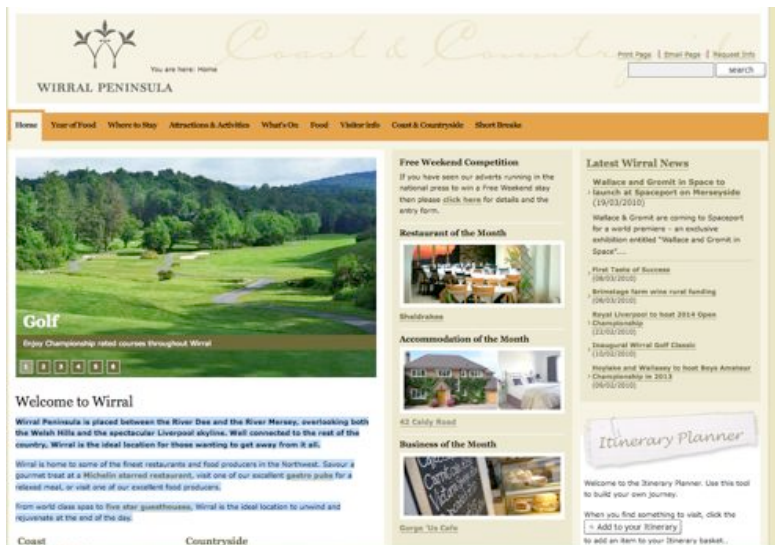 Coast & Countryside
WIRRAL PENINSULA
You are here: Home
Print Page | Email Page | Request Info
search
Home Year of Food Where to Stay Attractions & Activities What's On Food Visitor info Coast & Countryside Short Breaks
Golf
Enjoy Championship rated courses throughout Wirral
1 2 3 4 5 6
Welcome to Wirral
Wirral Peninsula is placed between the River Dee and the River Mersey, overlooking both
the Welsh Hills and the spectacular Liverpool skyline. Well connected to the rest of the
country, Wirral is the ideal location for those wanting to get away from it all.
Wirral is home to some of the finest restaurants and food producers in the Northwest. Savour a
gourmet treat at a Michelin starred restaurant, visit one of our excellent gastro pubs for a
relaxed meal, or visit one of our excellent food producers.
From world class spas to five star guesthouses, Wirral is the ideal location to unwind and
rejuvenate at the end of the day.
Coast Countryside
Free Weekend Competition
If you have seen our adverts running in the
national press to win a Free Weekend stay
then please click here for details and the
entry form.
Restaurant of the Month
Sheldrakes
Accommodation of the Month
42 Caldy Road
Business of the Month
Gorge 'Us Cafe
Latest Wirral News
Wallace and Gromit in Space to
launch at Spaceport on Merseyside
(19/03/2010)
Wallace & Gromit are coming to Spaceport
for a world premiere – an exclusive
exhibition entitled "Wallace and Gromit in
Space"....
First Taste of Success
(08/03/2010)
Brimstage farm wins rural funding
(08/03/2010)
Royal Liverpool to host 2014 Open
Championship
(22/02/2010)
Inaugural Wirral Golf Classic
(10/02/2010)
Hoylake and Wallasey to host Boys Amateur
Championship in 2013
(09/02/2010)
Itinerary Planner
Welcome to the Itinerary Planner. Use this tool
to build your own journey.
When you find something to visit, click the
+ Add to your Itinerary
to add an item to your Itinerary basket..